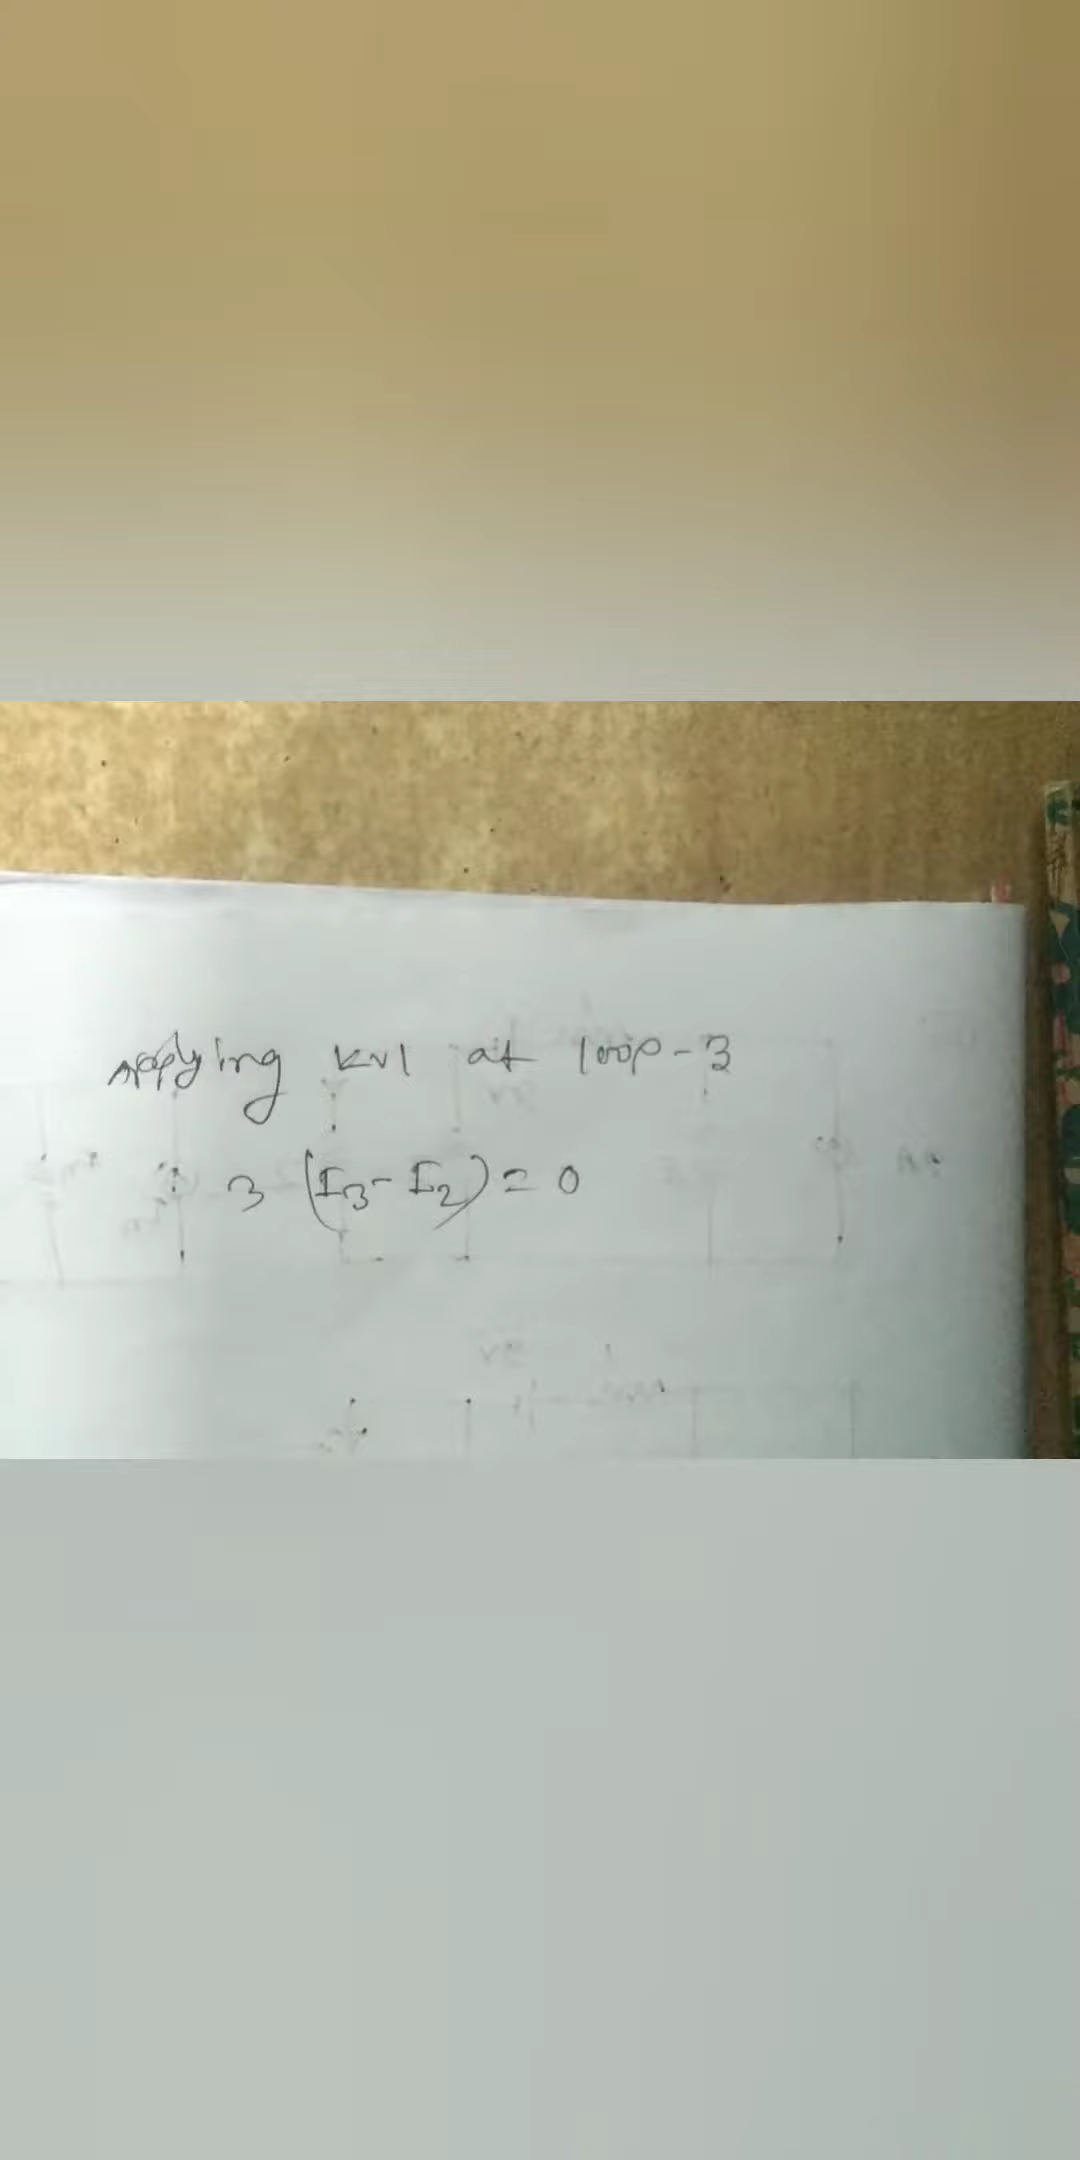 Applying kvl at loop-3
3 (I₃- I₂) = 0